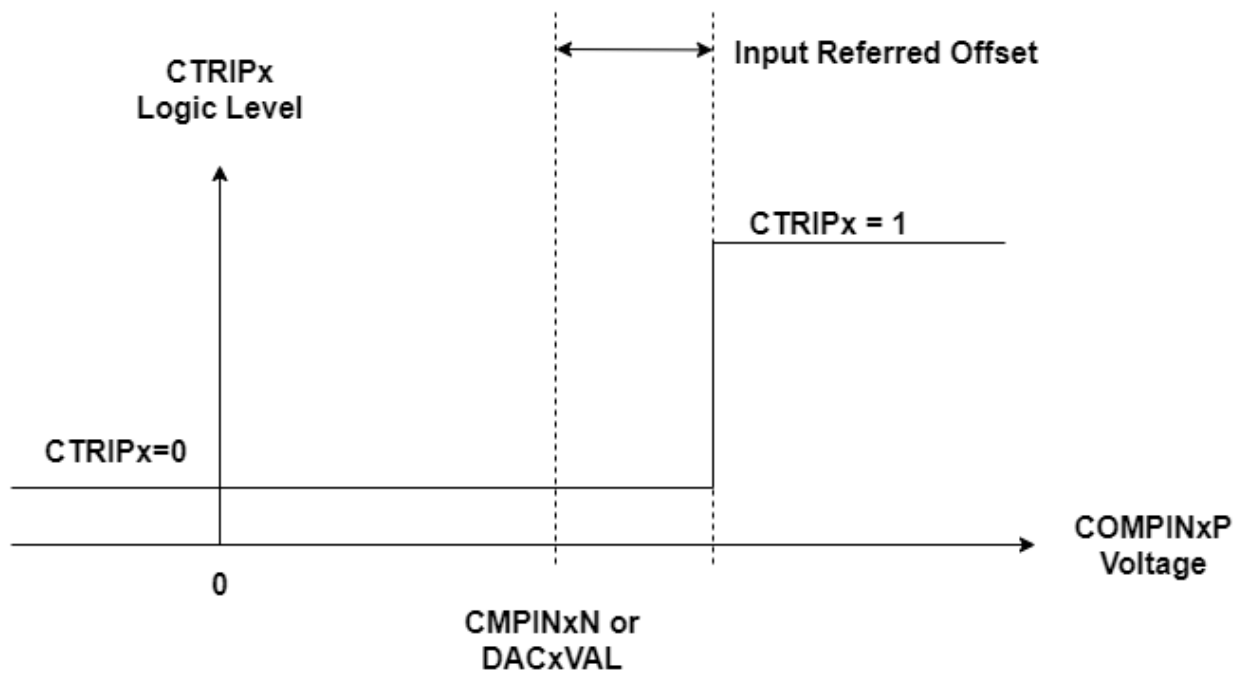 CTRIPx
Logic Level
Input Referred Offset
CTRIPx = 1
CTRIPx=0
COMPINxP
Voltage
0
CMPINxN or
DACxVAL